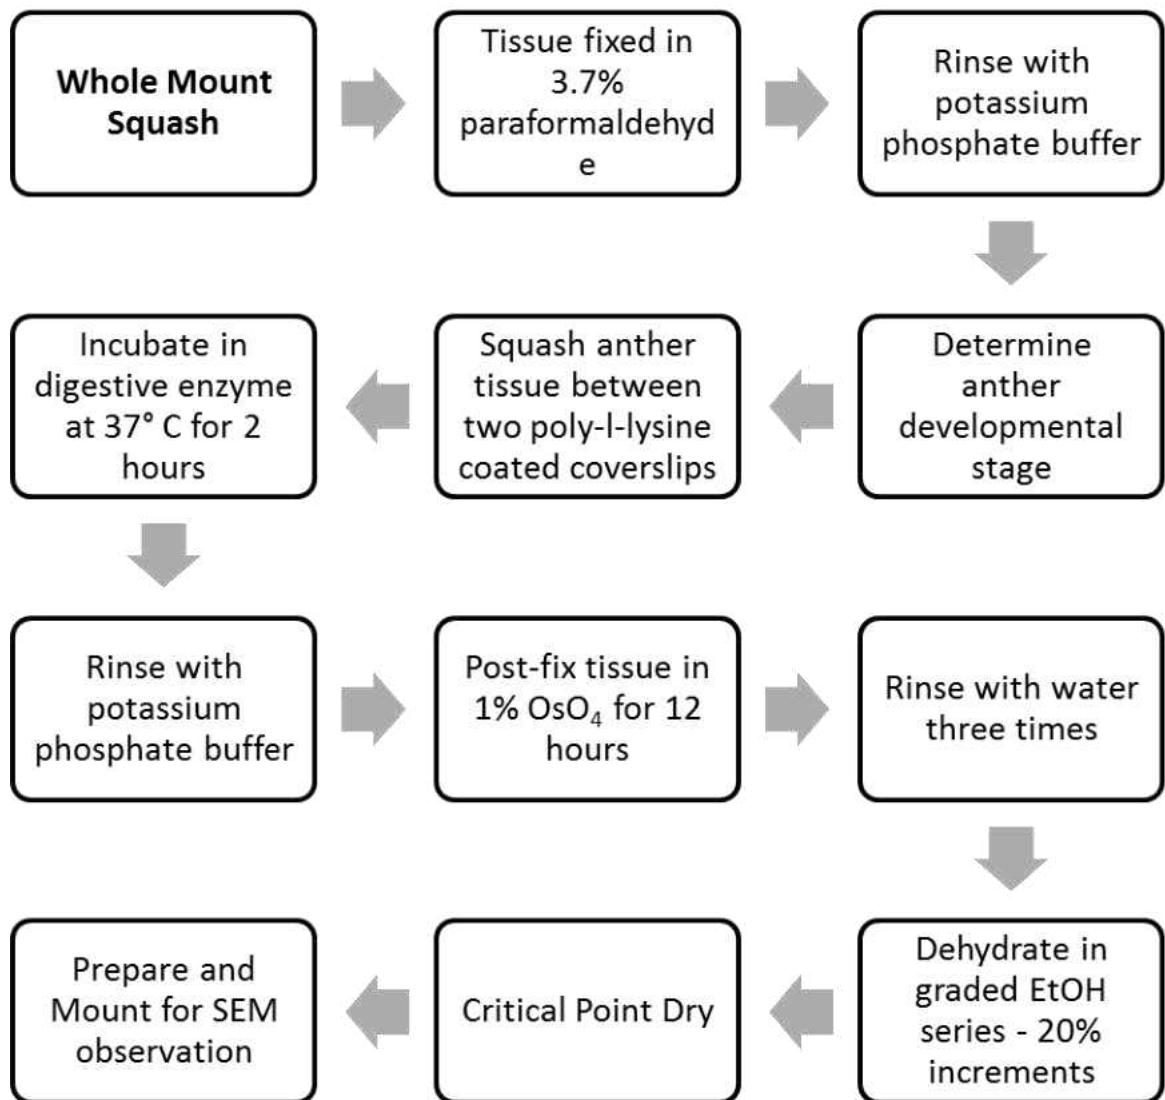 Whole Mount
Squash
Tissue fixed in
3.7%
paraformaldehyd
e
Rinse with
potassium
phosphate buffer
Determine
anther
developmental
stage
Squash anther
tissue between
two poly-l-lysine
coated coverslips
Incubate in
digestive enzyme
at 37° C for 2
hours
Rinse with
potassium
phosphate buffer
Post-fix tissue in
1% OsO₄ for 12
hours
Rinse with water
three times
Dehydrate in
graded EtOH
series - 20%
increments
Critical Point Dry
Prepare and
Mount for SEM
observation